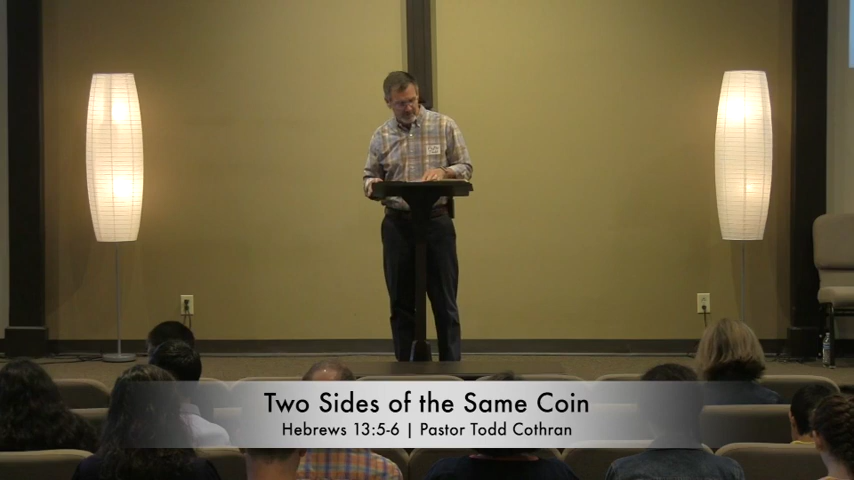 Two Sides of the Same Coin
Hebrews 13:5-6 | Pastor Todd Cothran